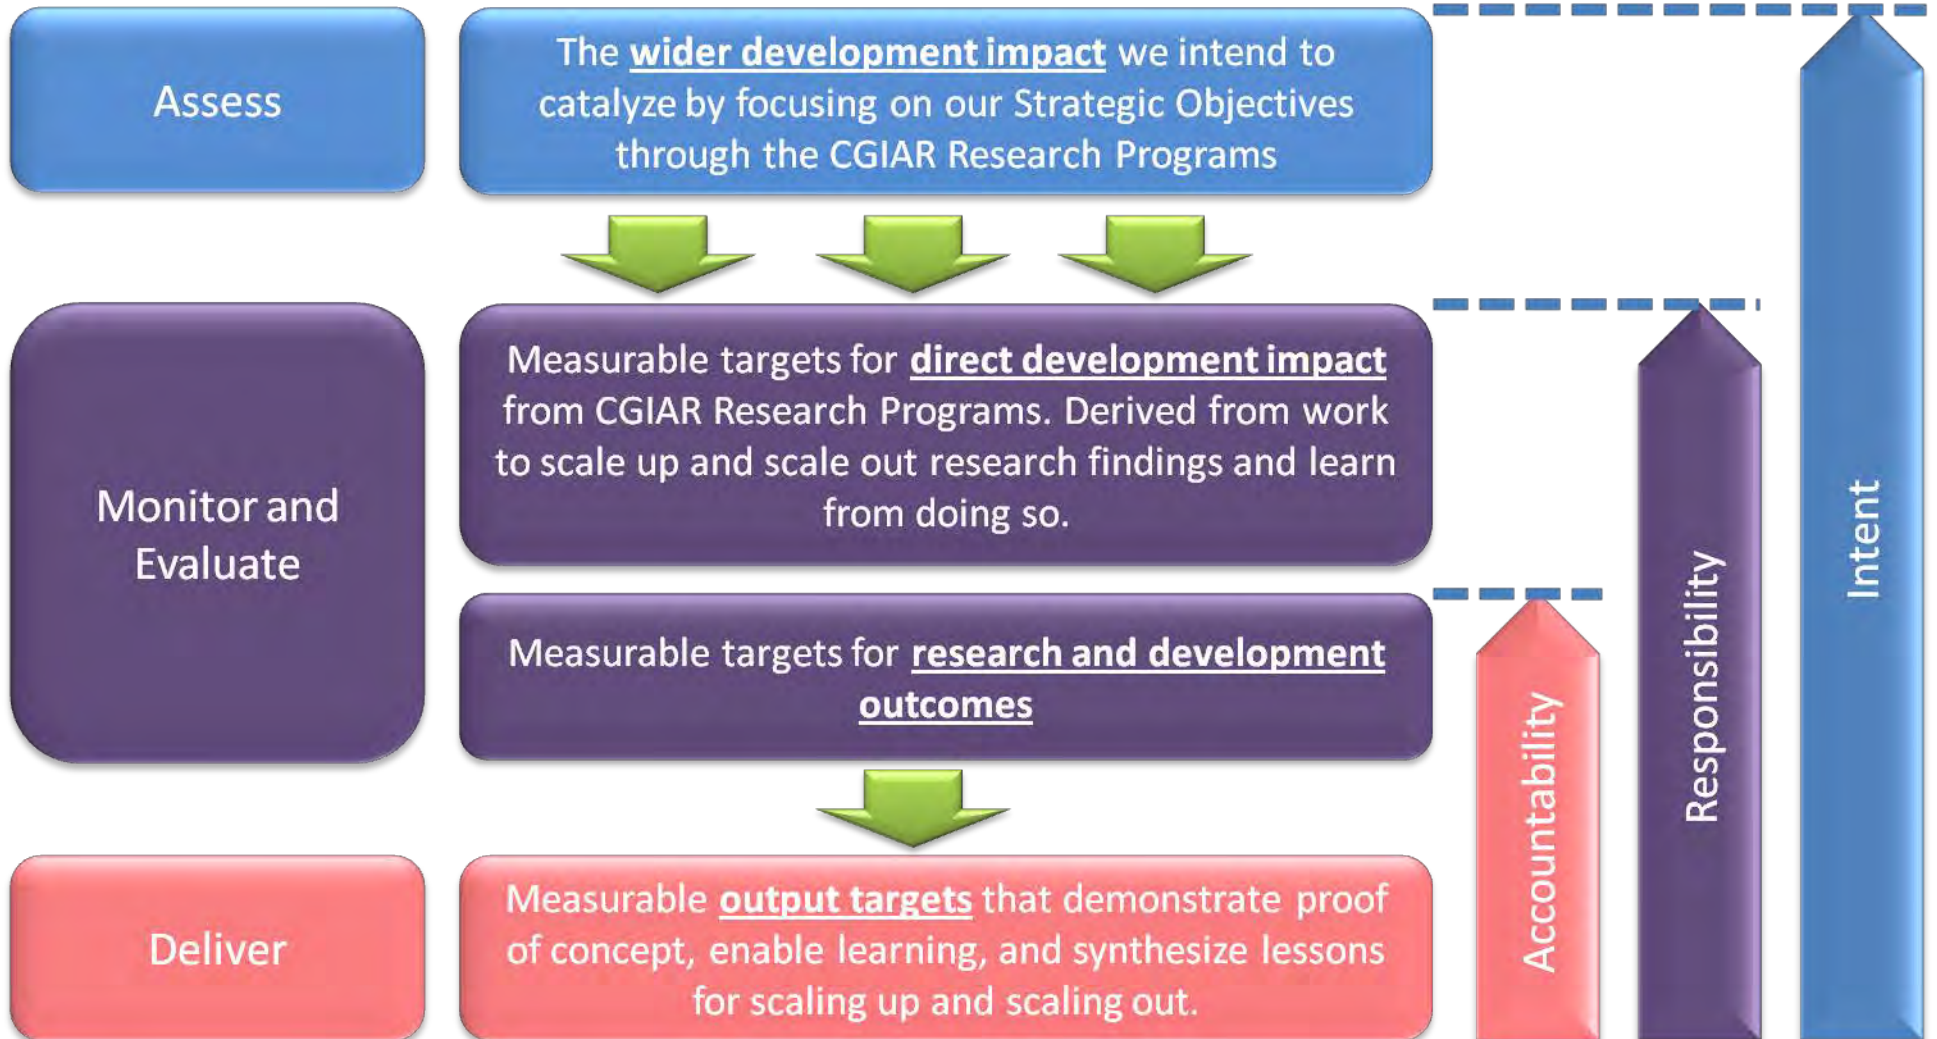 Assess
The wider development impact we intend to
catalyze by focusing on our Strategic Objectives
through the CGIAR Research Programs
Monitor and
Evaluate
Measurable targets for direct development impact
from CGIAR Research Programs. Derived from work
to scale up and scale out research findings and learn
from doing so.
Measurable targets for research and development
outcomes
Deliver
Measurable output targets that demonstrate proof
of concept, enable learning, and synthesize lessons
for scaling up and scaling out.
Accountability
Responsibility
Intent